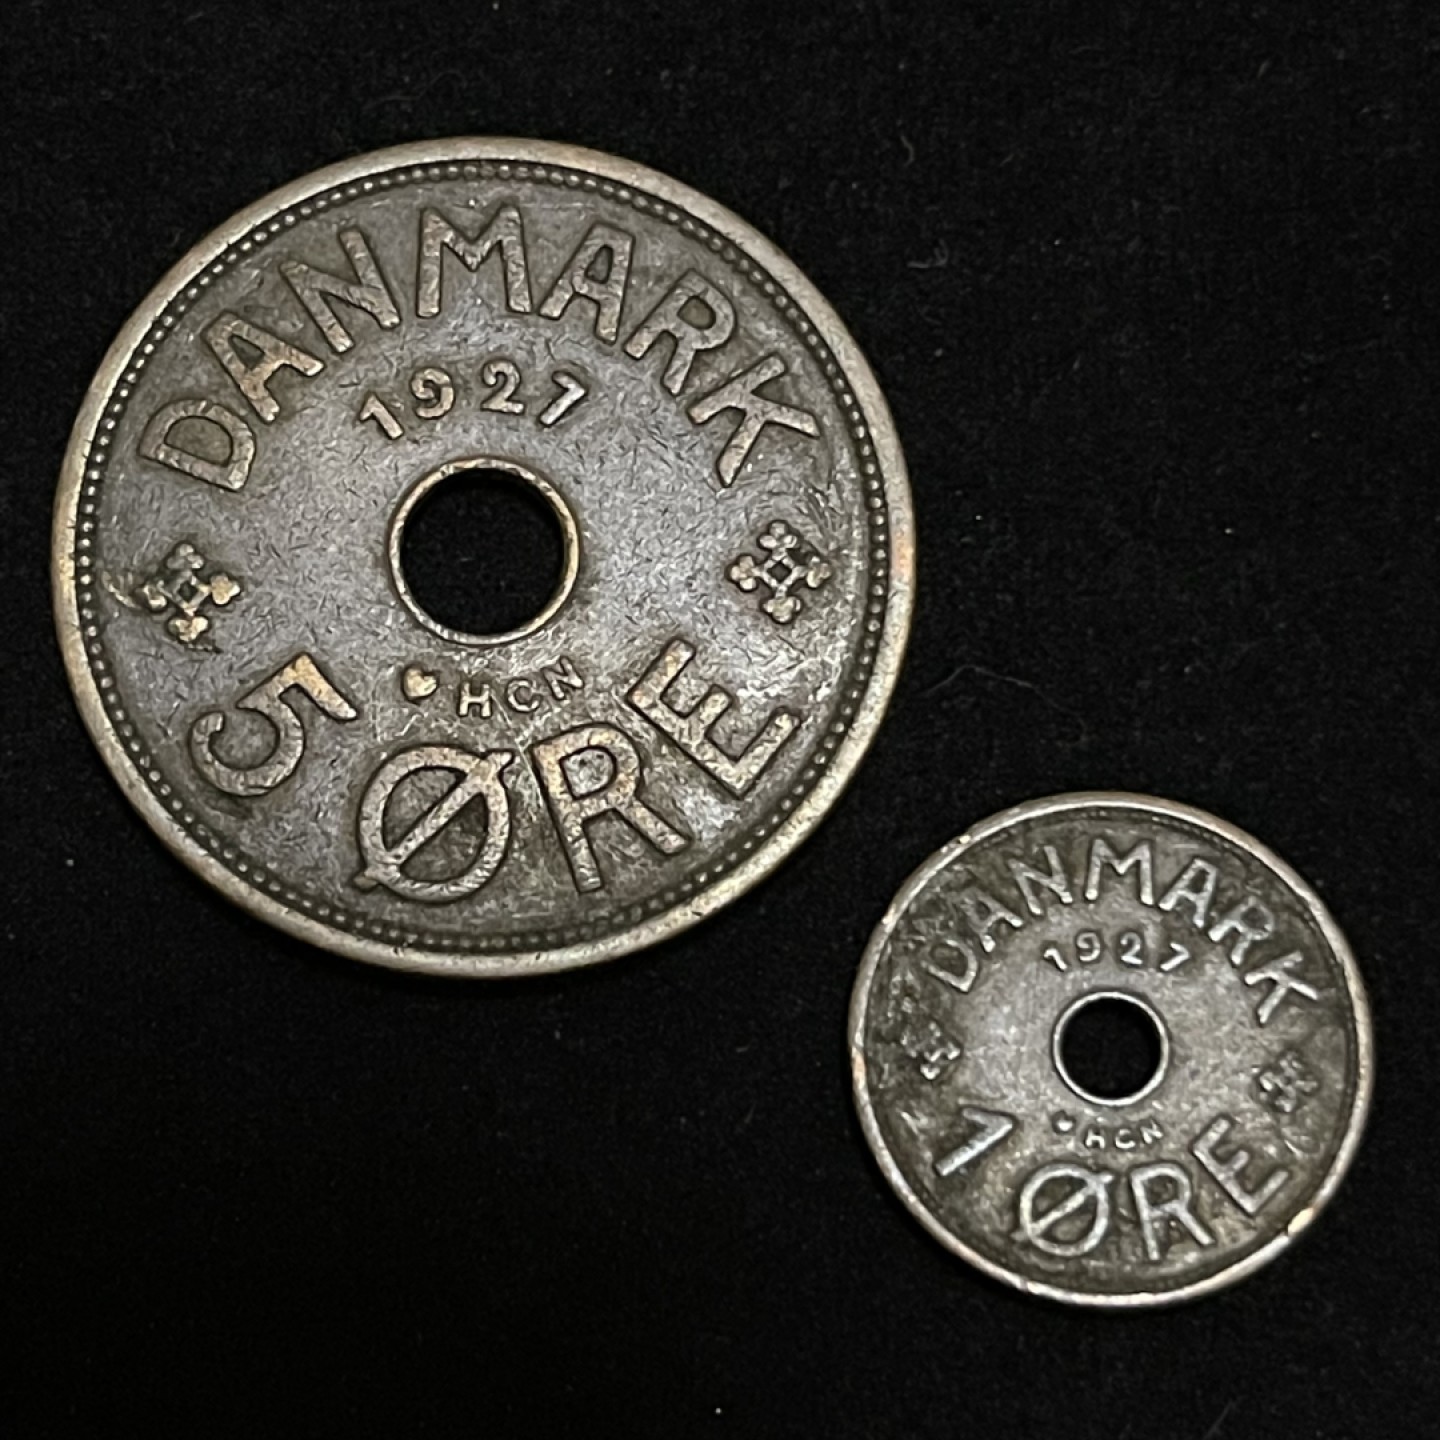 DANMARK
1927
♥ HCN
5 ØRE
DANMARK
1927
♥ HCN
1 ØRE